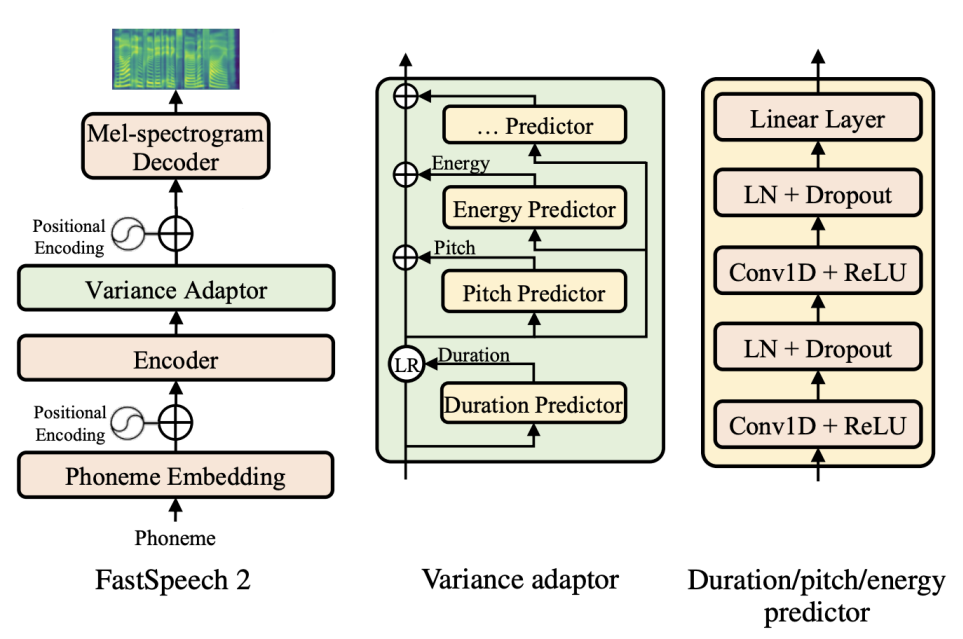 Mel-spectrogram
Decoder
Positional
Encoding
Variance Adaptor
Encoder
Positional
Encoding
Phoneme Embedding
Phoneme
FastSpeech 2
… Predictor
Energy
Energy Predictor
Pitch
Pitch Predictor
LR
Duration
Duration Predictor
Variance adaptor
Linear Layer
LN + Dropout
Conv1D + ReLU
LN + Dropout
Conv1D + ReLU
Duration/pitch/energy
predictor